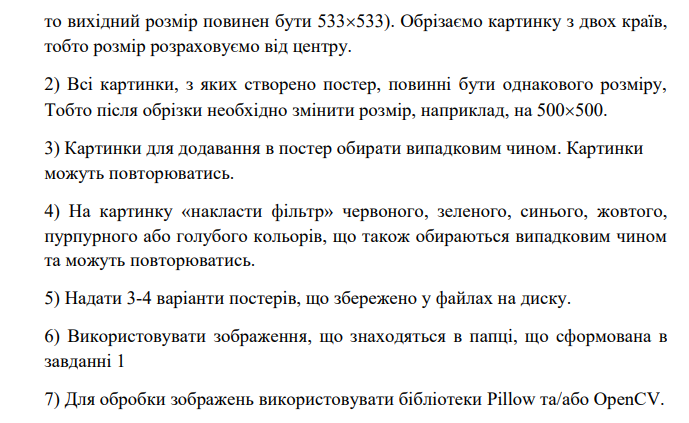 то вихідний розмір повинен бути 533×533). Обрізаємо картинку з двох країв,
тобто розмір розраховуємо від центру.
2) Всі картинки, з яких створено постер, повинні бути однакового розміру,
Тобто після обрізки необхідно змінити розмір, наприклад, на 500×500.
3) Картинки для додавання в постер обирати випадковим чином. Картинки
можуть повторюватись.
4) На картинку «накласти фільтр» червоного, зеленого, синього, жовтого,
пурпурного або голубого кольорів, що також обираються випадковим чином
та можуть повторюватись.
5) Надати 3-4 варіанти постерів, що збережено у файлах на диску.
6) Використовувати зображення, що знаходяться в папці, що сформована в
завданні 1
7) Для обробки зображень використовувати бібліотеки Pillow та/або OpenCV.